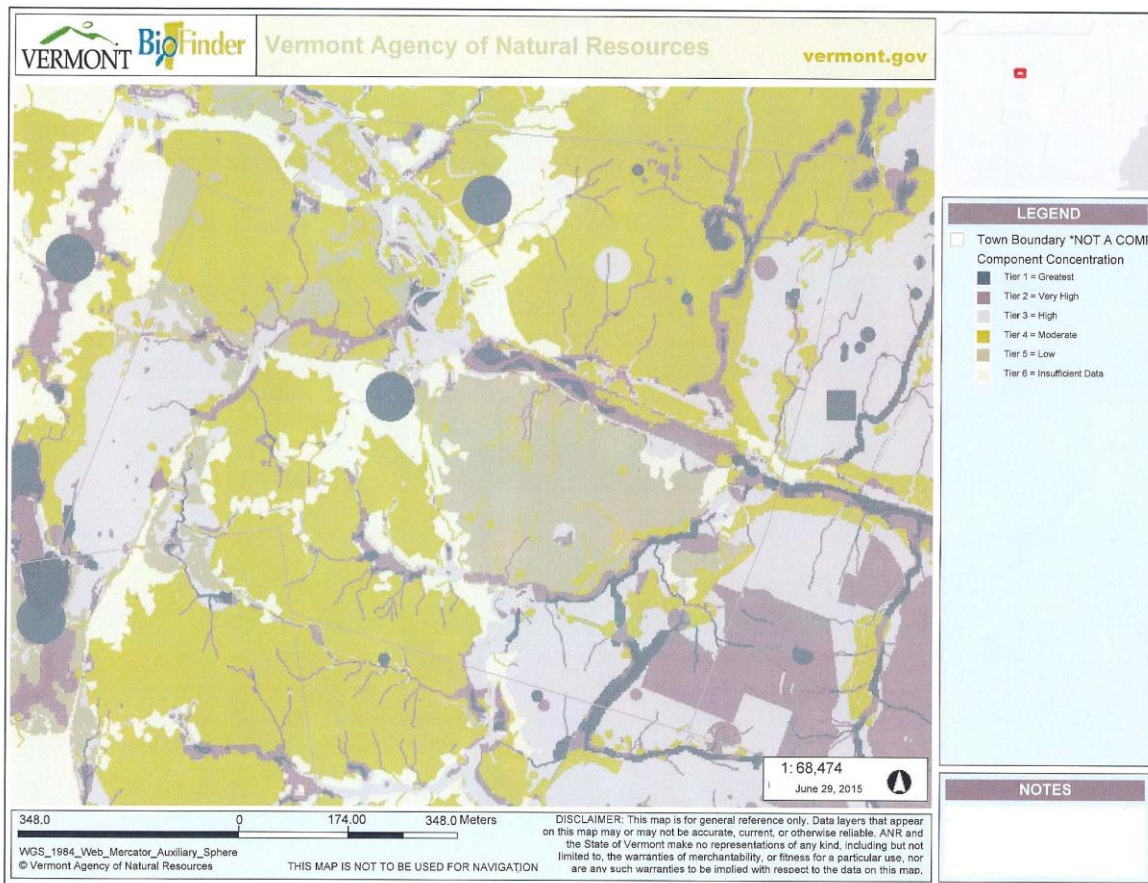 VERMONT
BioFinder
Vermont Agency of Natural Resources
vermont.gov
LEGEND
Town Boundary *NOT A COMP
Component Concentration
Tier 1 = Greatest
Tier 2 = Very High
Tier 3 = High
Tier 4 = Moderate
Tier 5 = Low
Tier 6 = Insufficient Data
1: 68,474
June 29, 2015
NOTES
348.0 0 174.00 348.0 Meters
WGS_1984_Web_Mercator_Auxiliary_Sphere
© Vermont Agency of Natural Resources
THIS MAP IS NOT TO BE USED FOR NAVIGATION
DISCLAIMER: This map is for general reference only. Data layers that appear
on this map may or may not be accurate, current, or otherwise reliable. ANR and
the State of Vermont make no representations of any kind, including but not
limited to, the warranties of merchantability, or fitness for a particular use, nor
are any such warranties to be implied with respect to the data on this map.